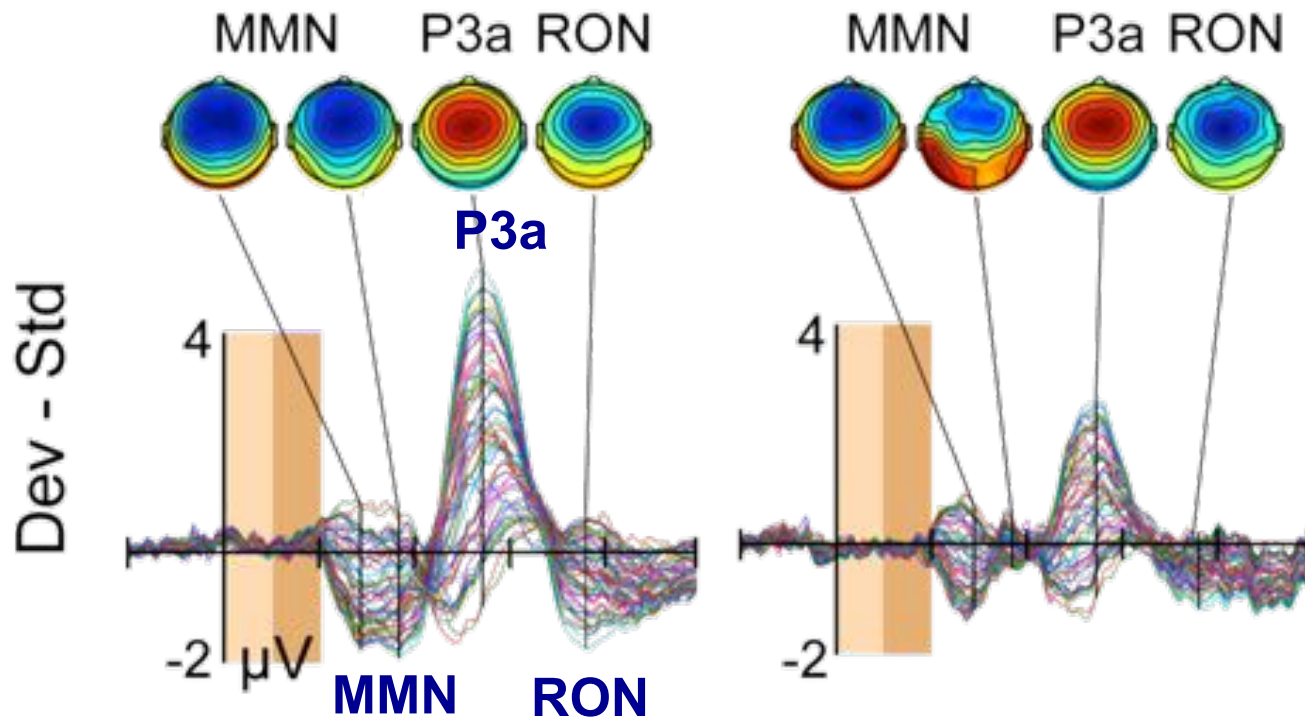 MMN P3a RON MMN P3a RON
P3a
Dev - Std
4
4
-2 µV
-2
MMN RON